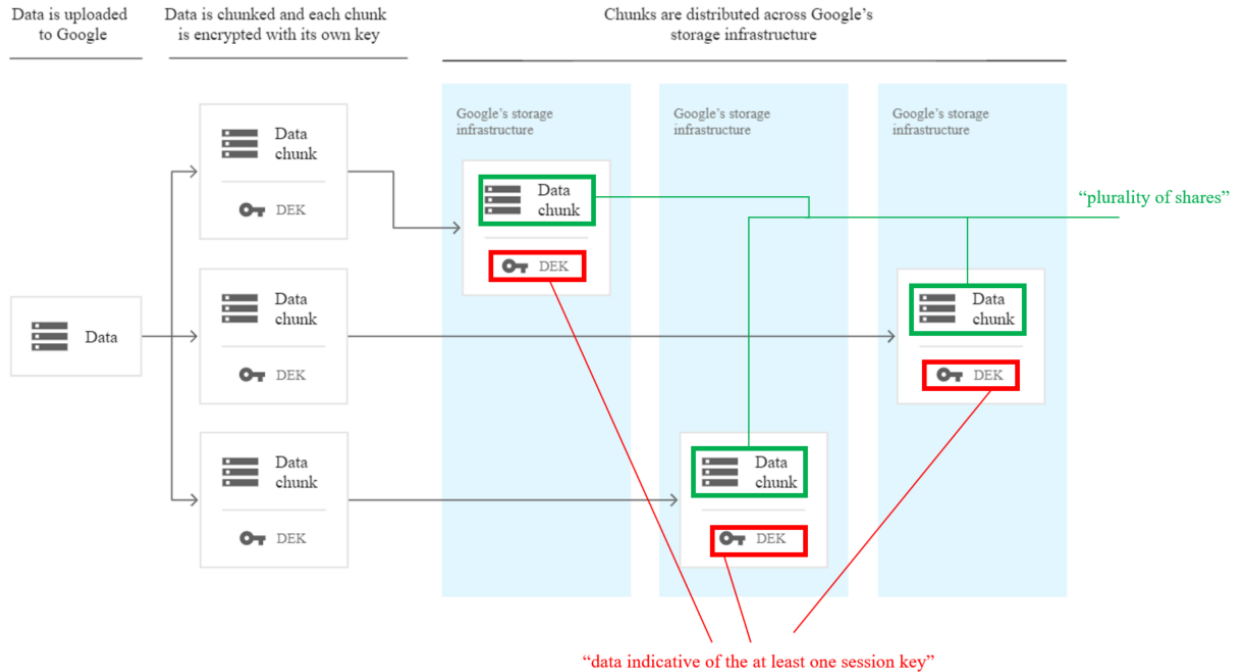 Data is uploaded
to Google
Data is chunked and each chunk
is encrypted with its own key
Chunks are distributed across Google's
storage infrastructure
Google's storage
infrastructure
Google's storage
infrastructure
Google's storage
infrastructure
Data
Data
chunk
DEK
Data
chunk
DEK
Data
chunk
DEK
Data
chunk
DEK
Data
chunk
DEK
Data
chunk
DEK
"plurality of shares"
"data indicative of the at least one session key"